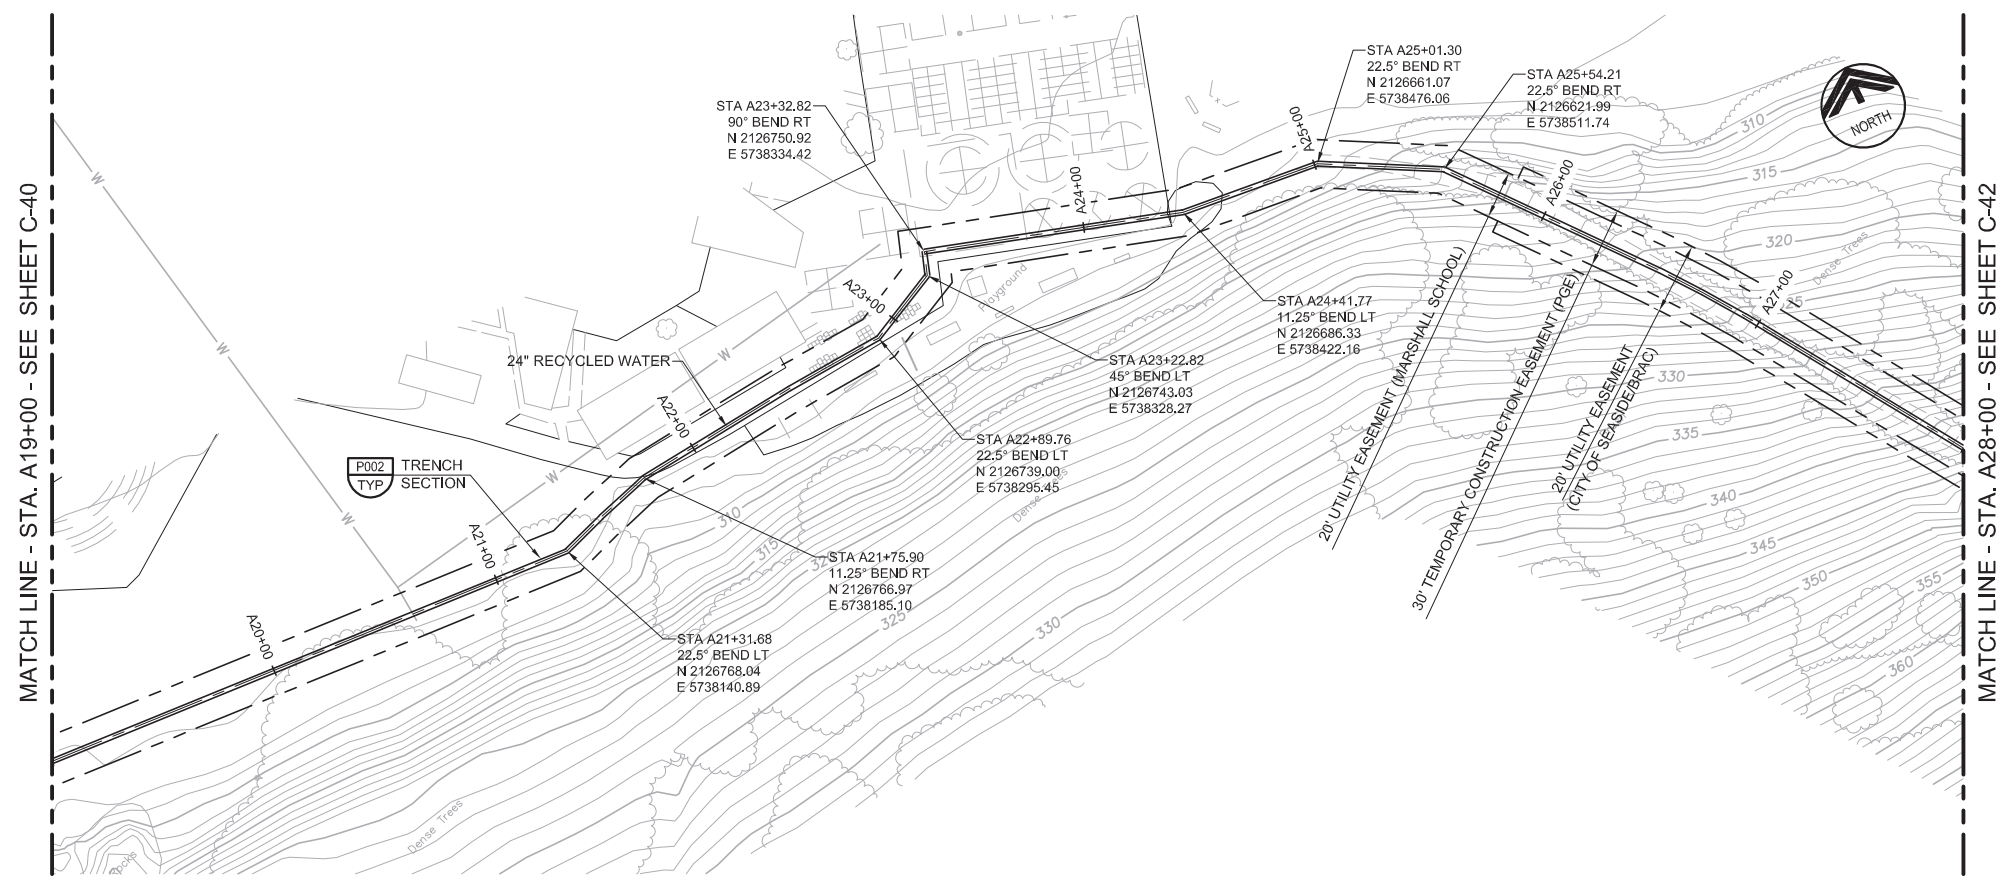 MATCH LINE - STA. A19+00 - SEE SHEET C-40
STA A23+32.82
90° BEND RT
N 2126750.92
E 5738334.42
STA A25+01.30
22.5° BEND RT
N 2126661.07
E 5738476.06
STA A25+54.21
22.5° BEND RT
N 2126621.99
E 5738511.74
NORTH
24" RECYCLED WATER
P002
TYP
TRENCH
SECTION
A20+00
A21+00
A22+00
A23+00
A24+00
A25+00
A26+00
A27+00
STA A24+41.77
11.25° BEND LT
N 2126686.33
E 5738422.16
STA A23+22.82
45° BEND LT
N 2126743.03
E 5738328.27
STA A22+89.76
22.5° BEND LT
N 2126739.00
E 5738295.45
STA A21+75.90
11.25° BEND RT
N 2126766.97
E 5738185.10
STA A21+31.68
22.5° BEND LT
N 2126768.04
E 5738140.89
20' UTILITY EASEMENT (MARSHALL SCHOOL)
30' TEMPORARY CONSTRUCTION EASEMENT (PGE)
20' UTILITY EASEMENT
(CITY OF SEASIDE/BRAC)
Playground
Dense Trees
Dense Trees
Dense Trees
Rocks
W
W
W
W
W
310
315
325
330
310
315
320
330
335
340
345
350
355
360
MATCH LINE - STA. A28+00 - SEE SHEET C-42